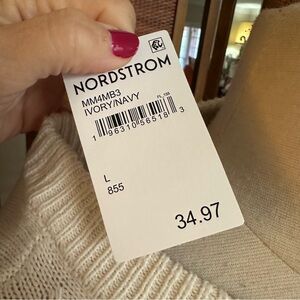 NORDSTROM
MM4MB3
IVORY/NAVY
1 96310 56518 3
L
855
34.97